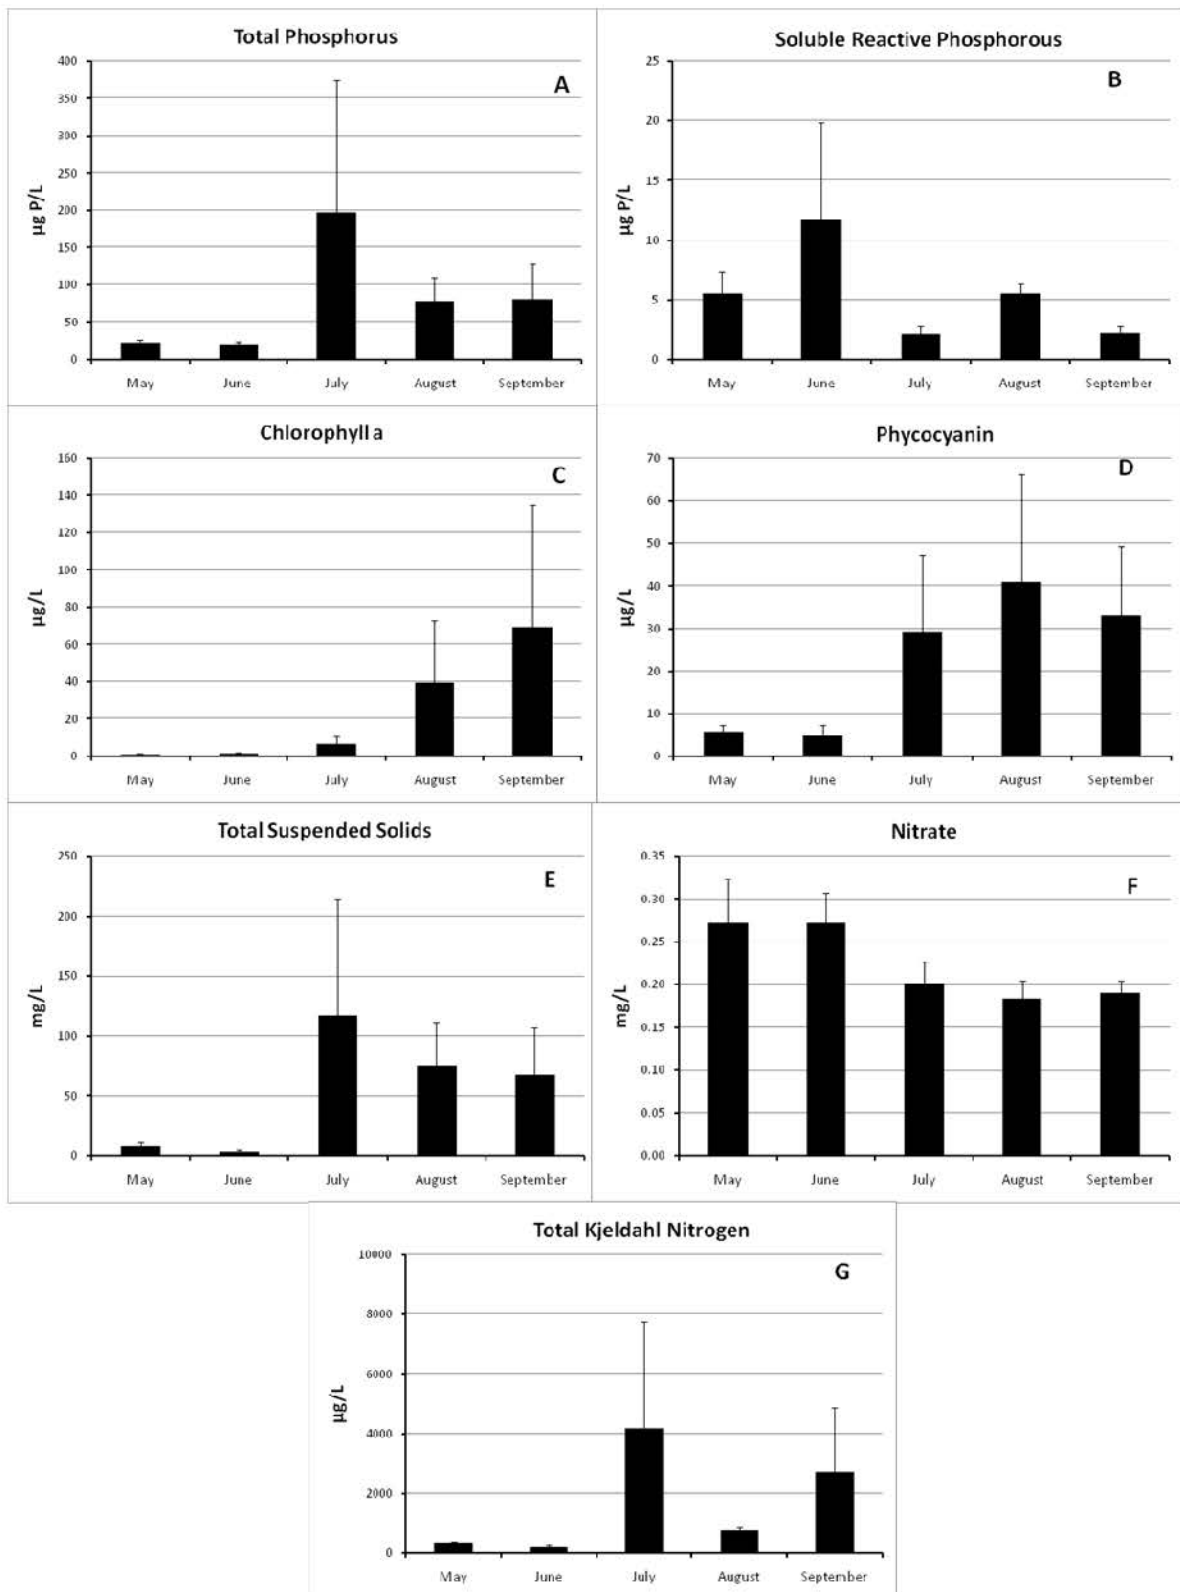 Total Phosphorus
A
400
350
300
250
200
150
100
50
0
µg P/L
May June July August September
Soluble Reactive Phosphorous
B
25
20
15
10
5
0
µg P/L
May June July August September
Chlorophyll a
C
160
140
120
100
80
60
40
20
0
µg/L
May June July August September
Phycocyanin
D
70
60
50
40
30
20
10
0
µg/L
May June July August September
Total Suspended Solids
E
250
200
150
100
50
0
mg/L
May June July August September
Nitrate
F
0.35
0.30
0.25
0.20
0.15
0.10
0.05
0.00
mg/L
May June July August September
Total Kjeldahl Nitrogen
G
10000
8000
6000
4000
2000
0
µg/L
May June July August September